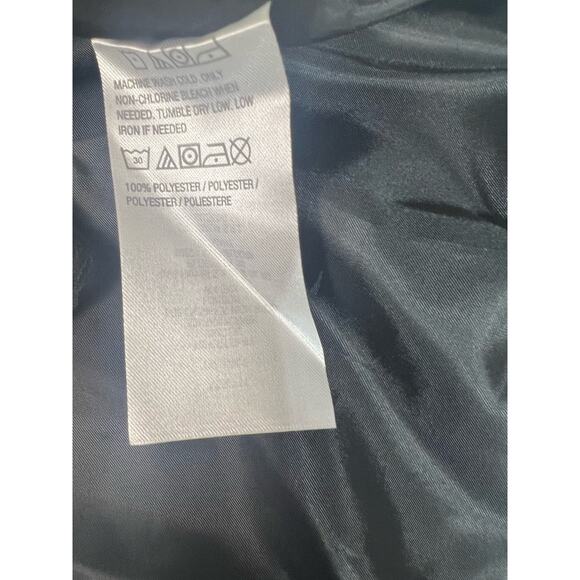 MACHINE WASH COLD. ONLY
NON-CHLORINE BLEACH WHEN
NEEDED. TUMBLE DRY LOW. LOW
IRON IF NEEDED
30
100% POLYESTER / POLYESTER /
POLYESTER / POLIESTERE